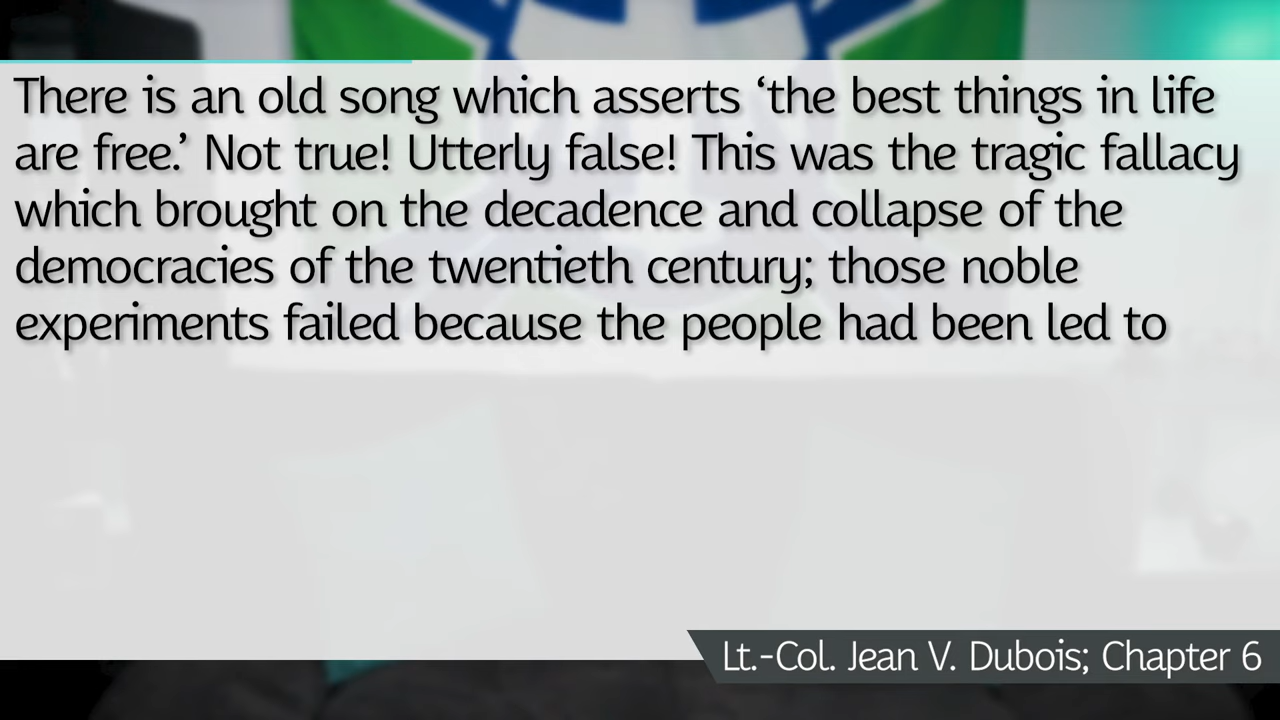 There is an old song which asserts ‘the best things in life
are free.’ Not true! Utterly false! This was the tragic fallacy
which brought on the decadence and collapse of the
democracies of the twentieth century; those noble
experiments failed because the people had been led to
Lt.-Col. Jean V. Dubois; Chapter 6